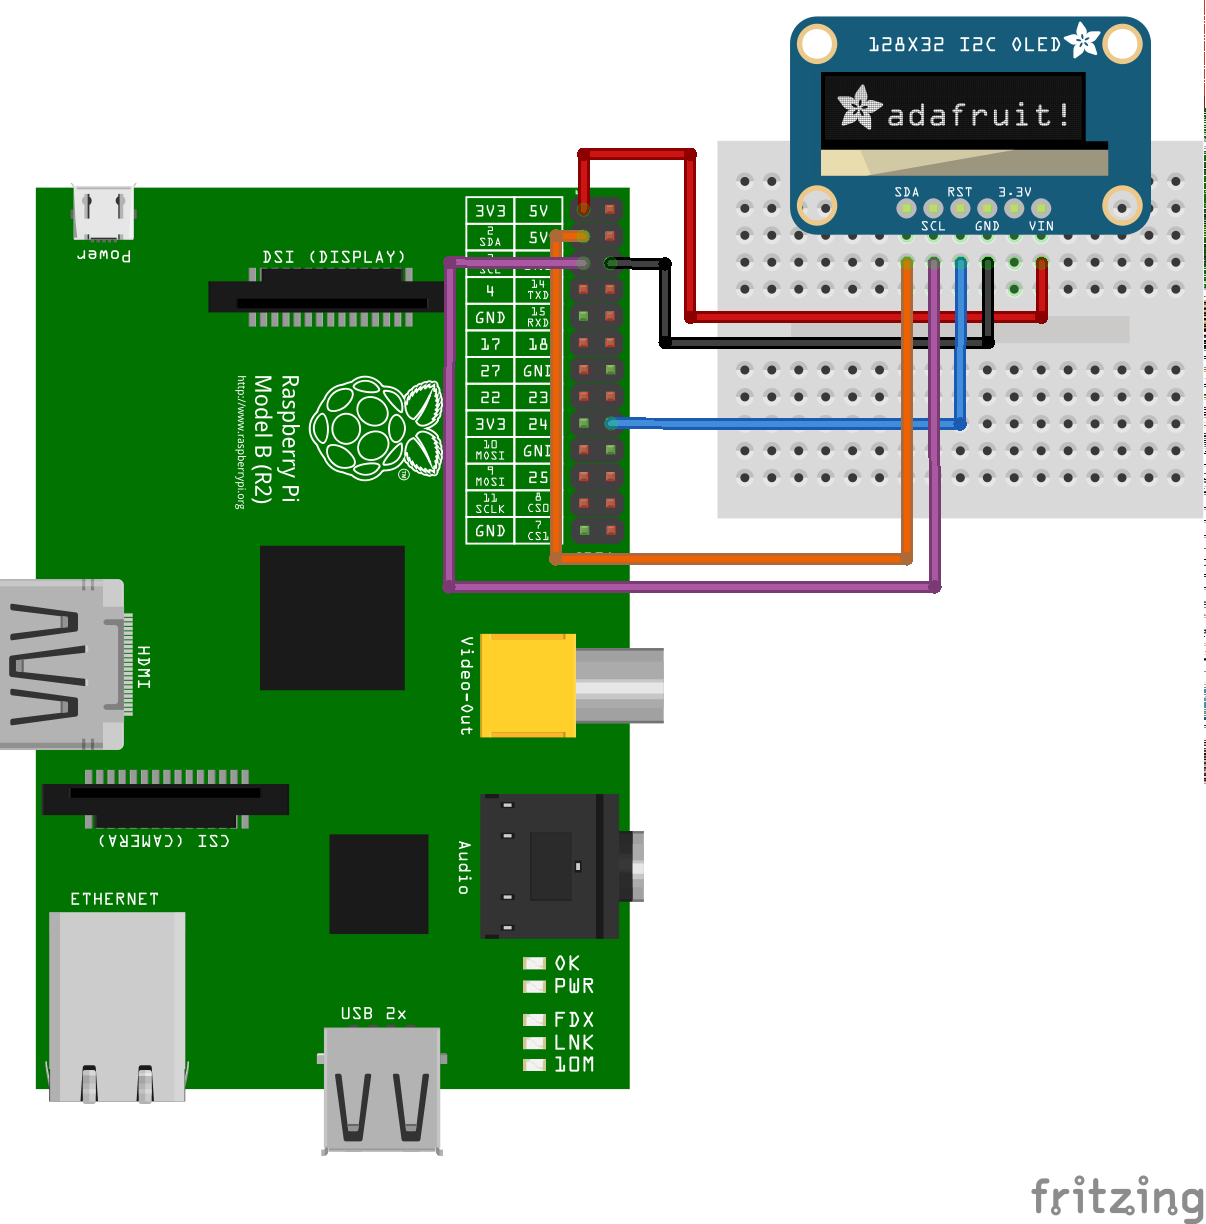 128X32 I2C OLED
adafruit!
SDA RST 3.3V
SCL GND VIN
Power
DSI (DISPLAY)
3V3 5V
2 SDA 5V
3 SCL
4 14 TXD
GND 15 RXD
17 18
27 GND
22 23
3V3 24
10 MOSI GND
9 MOSI 25
11 SCLK 8 CS0
GND 7 CS1
Raspberry Pi
Model B (R2)
http://www.raspberrypi.org
HDMI
Video-Out
CSI (CAMERA)
Audio
ETHERNET
OK
PWR
FDX
LNK
10M
USB 2x
fritzing